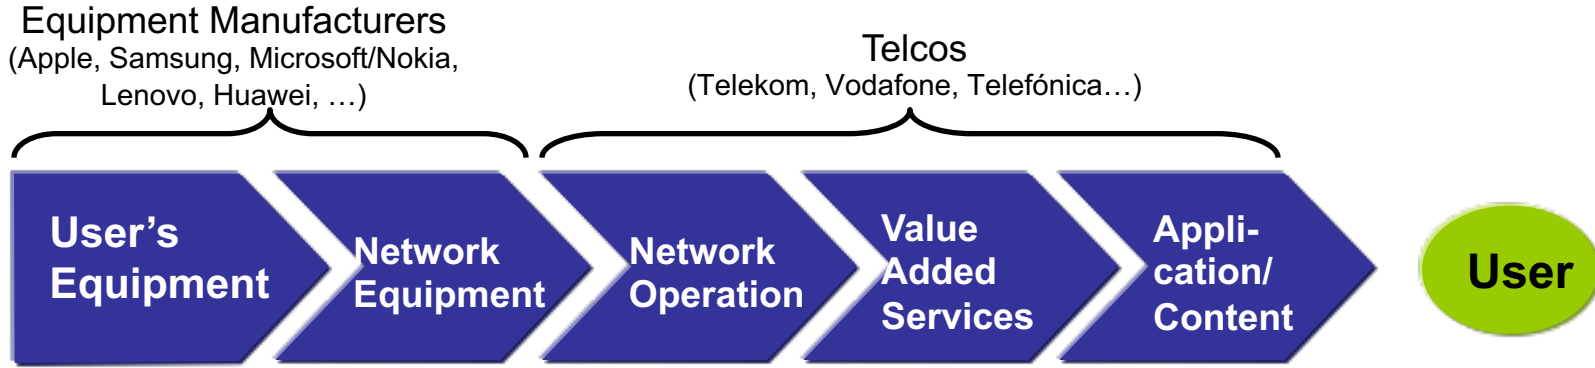 Equipment Manufacturers
(Apple, Samsung, Microsoft/Nokia,
Lenovo, Huawei, …)
Telcos
(Telekom, Vodafone, Telefónica…)
User’s
Equipment
Network
Equipment
Network
Operation
Value
Added
Services
Appli-
cation/
Content
User